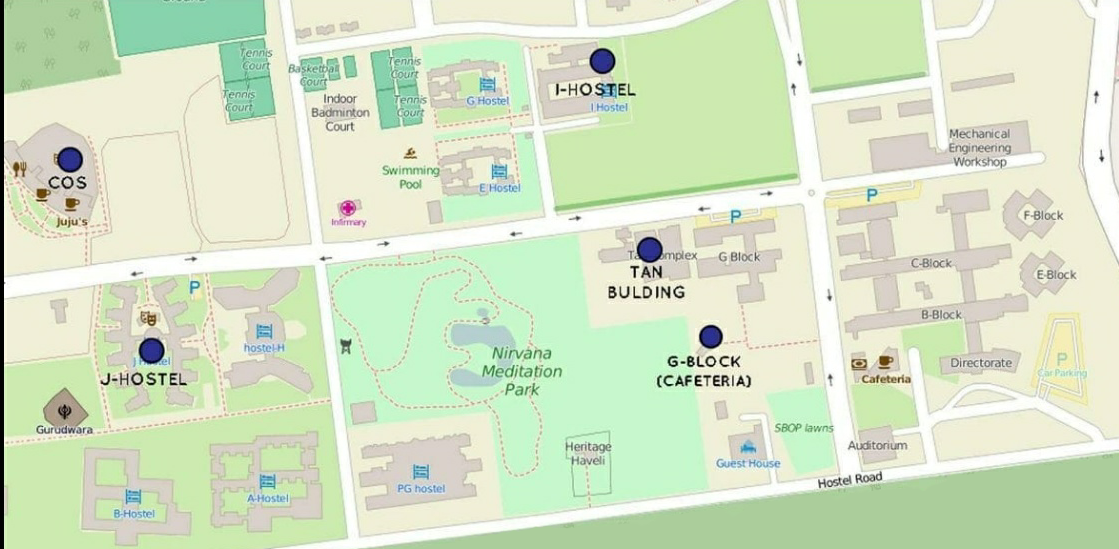 Tennis
Court
Tennis
Court
Basketball
Court
Tennis
Court
Tennis
Court
Indoor
Badminton
Court
G Hostel
I-HOSTEL
I Hostel
Mechanical
Engineering
Workshop
COS
Juju's
Swimming
Pool
E Hostel
Infirmary
P
P
F-Block
TAN
BULDING
G Block
C-Block
E-Block
P
B-Block
J-HOSTEL
hostel-H
Nirvana
Meditation
Park
G-BLOCK
(CAFETERIA)
Cafeteria
Directorate
P
Car Parking
Gurudwara
SBOP lawns
Auditorium
Heritage
Haveli
Guest House
PG hostel
A-Hostel
B-Hostel
Hostel Road